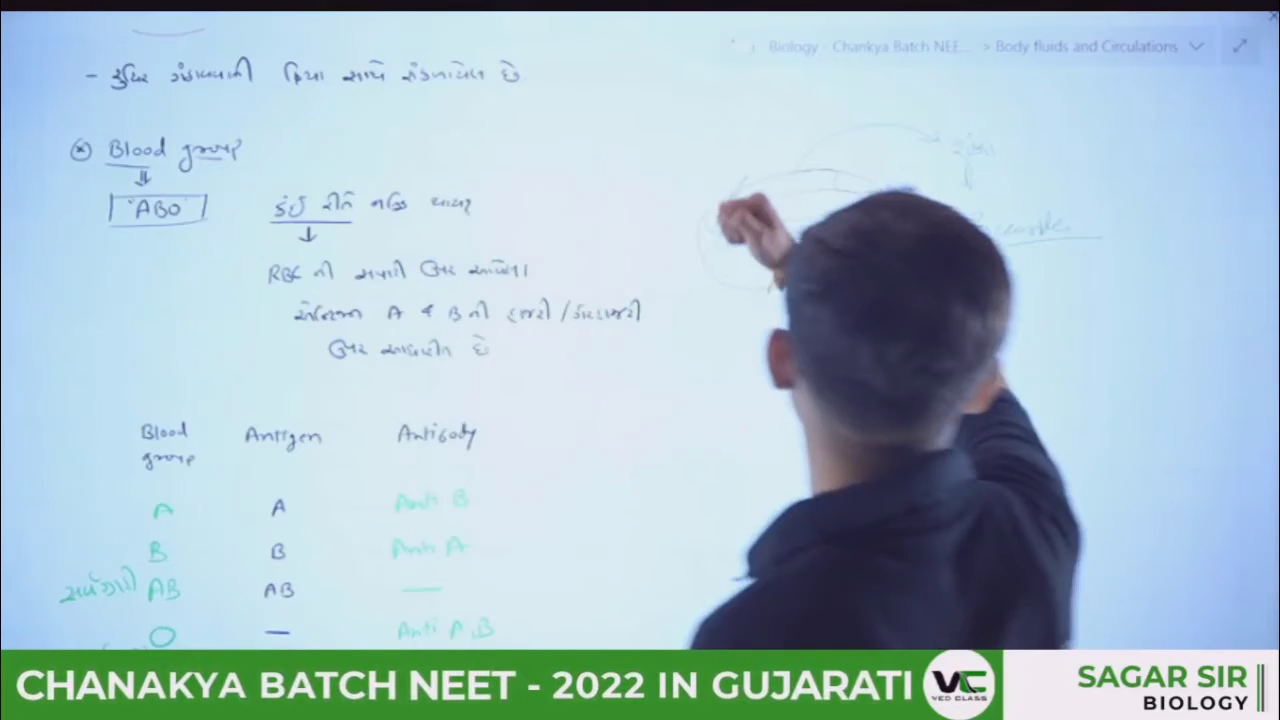 Biology - Chankya Batch NEE... > Body fluids and Circulations
- રુધિર ક્રિયા સાથે સંકળાયેલ છે
Blood group
"ABO"
કઈ રીતે નક્કિ થાય
RBC ની સપાટી ઉપર આવેલા
એન્ટિજન A & B ની હાજરી / ગેરહાજરી
ઉપર આધારીત છે
Blood group Antigen Antibody
A A Anti B
B B Anti A
AB AB —
O — Anti A, B
CHANAKYA BATCH NEET - 2022 IN GUJARATI
VED CLASS
SAGAR SIR
BIOLOGY